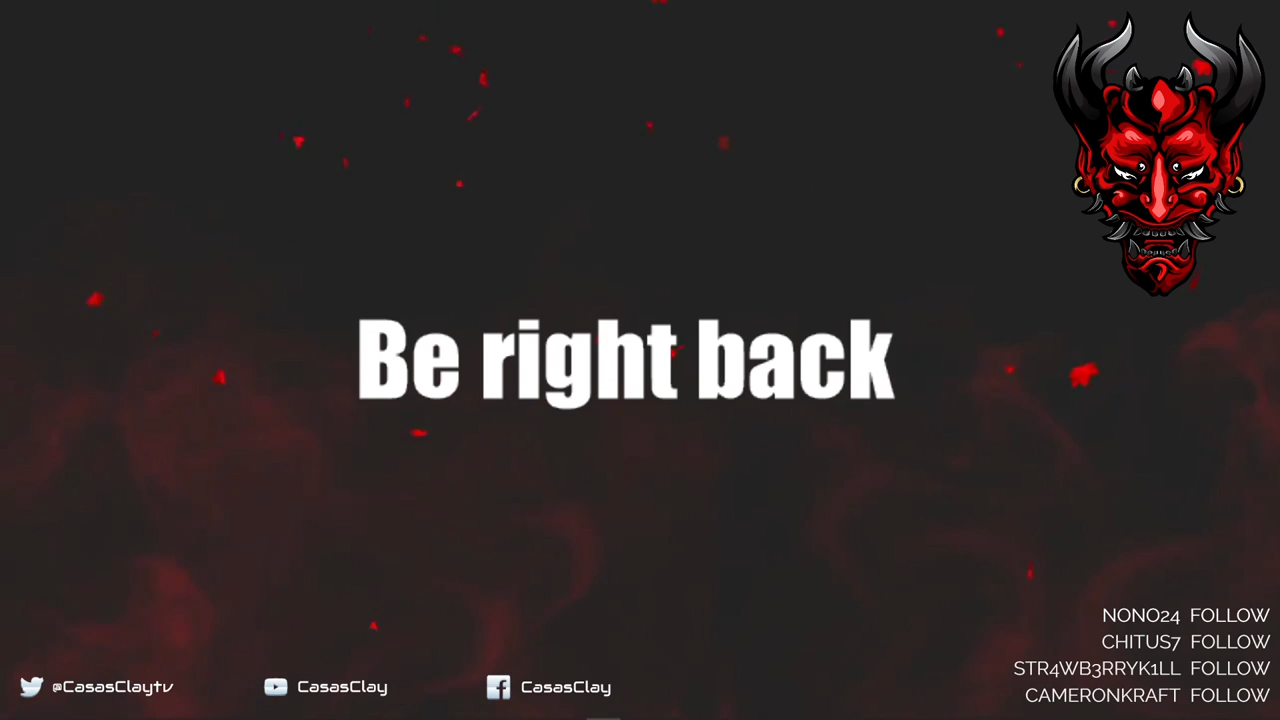 Be right back
NONO24 FOLLOW
CHITUS7 FOLLOW
STR4WB3RRYK1LL FOLLOW
CAMERONKRAFT FOLLOW
@CasasClaytv CasasClay CasasClay